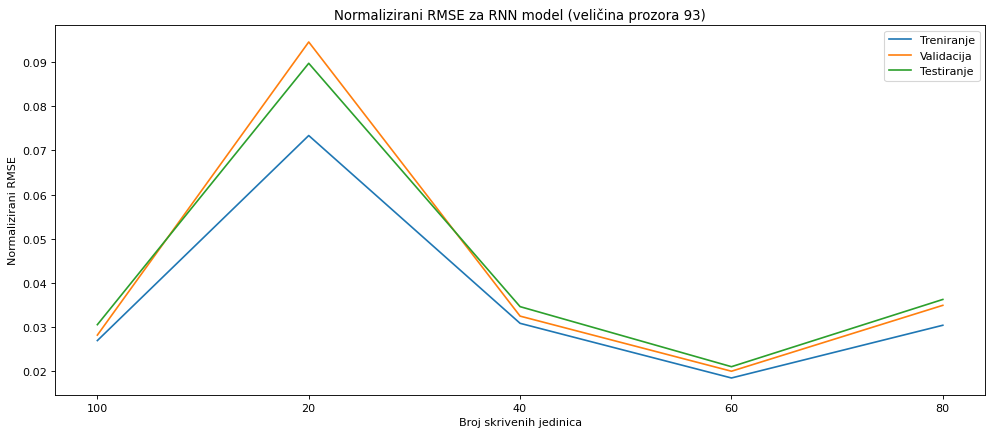 Normalizirani RMSE za RNN model (veličina prozora 93)
Treniranje
Validacija
Testiranje
Normalizirani RMSE
0.09
0.08
0.07
0.06
0.05
0.04
0.03
0.02
100
20
40
60
80
Broj skrivenih jedinica